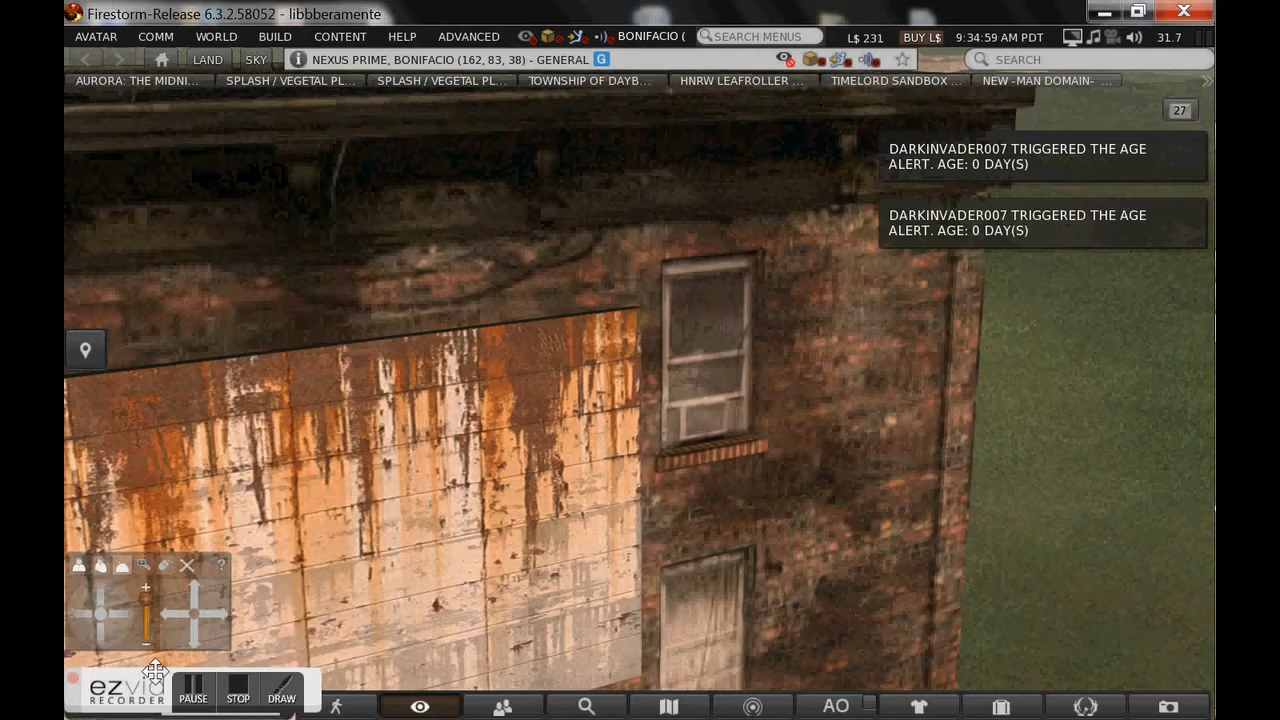 Firestorm-Release 6.3.2.58052 - libbberamente
AVATAR COMM WORLD BUILD CONTENT HELP ADVANCED BONIFACIO ( SEARCH MENUS L$ 231 BUY L$ 9:34:59 AM PDT 31.7
LAND SKY NEXUS PRIME, BONIFACIO (162, 83, 38) - GENERAL G SEARCH
AURORA: THE MIDNI... SPLASH / VEGETAL PL... SPLASH / VEGETAL PL... TOWNSHIP OF DAYB... HNRW LEAFROLLER ... TIMELORD SANDBOX ... NEW -MAN DOMAIN- ...
27
DARKINVADER007 TRIGGERED THE AGE
ALERT. AGE: 0 DAY(S)
DARKINVADER007 TRIGGERED THE AGE
ALERT. AGE: 0 DAY(S)
?
ezvid
RECORDER
PAUSE STOP DRAW
AO